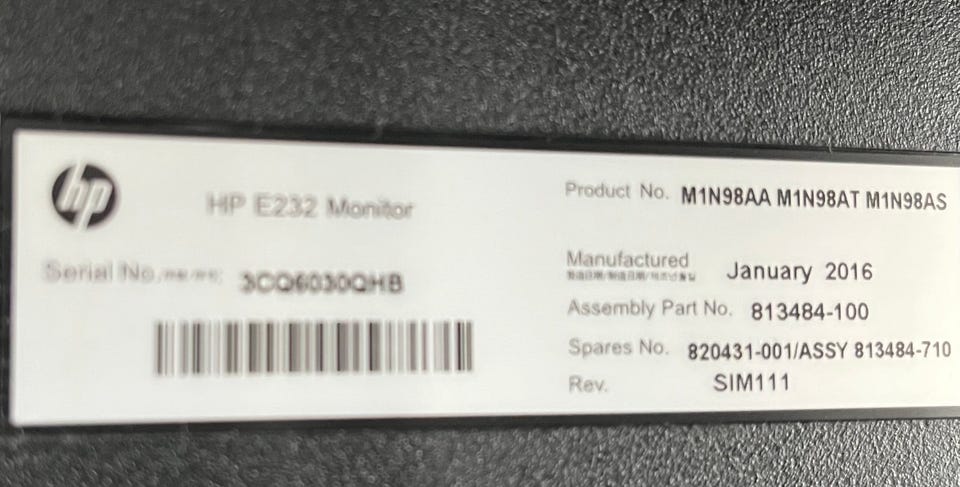 hp
HP E232 Monitor
Serial No.
3CQ6030QHB
Product No. M1N98AA M1N98AT M1N98AS
Manufactured January 2016
Assembly Part No. 813484-100
Spares No. 820431-001/ASSY 813484-710
Rev. SIM111